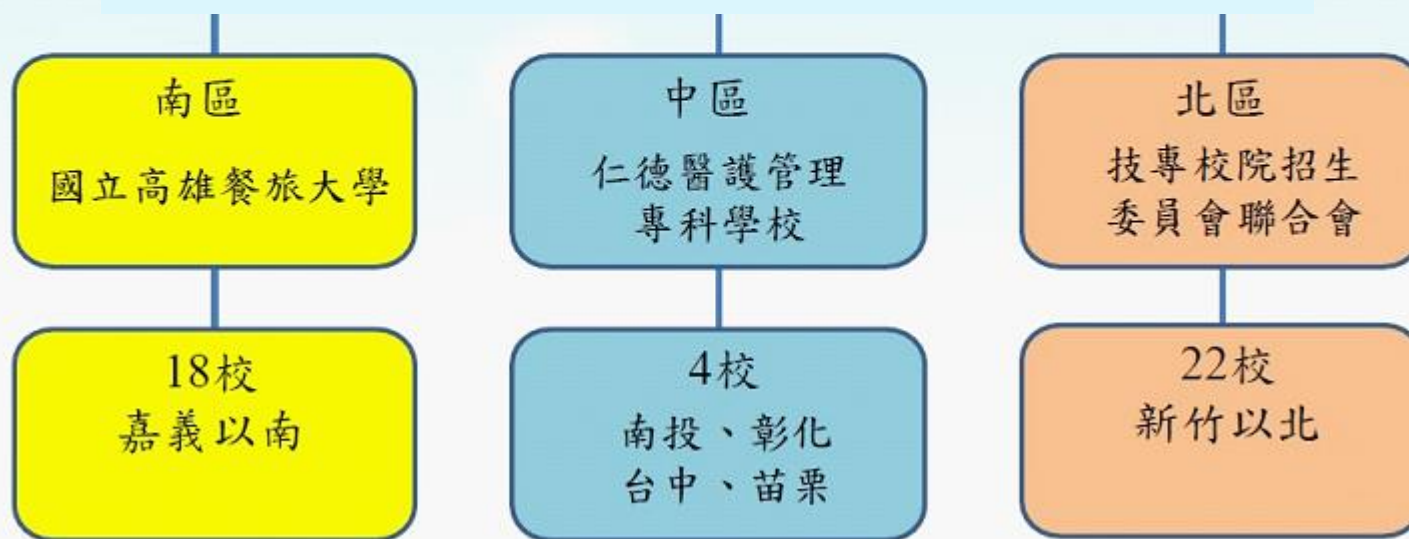 南區
國立高雄餐旅大學
中區
仁德醫護管理
專科學校
北區
技專校院招生
委員會聯合會
18校
嘉義以南
4校
南投、彰化
台中、苗栗
22校
新竹以北